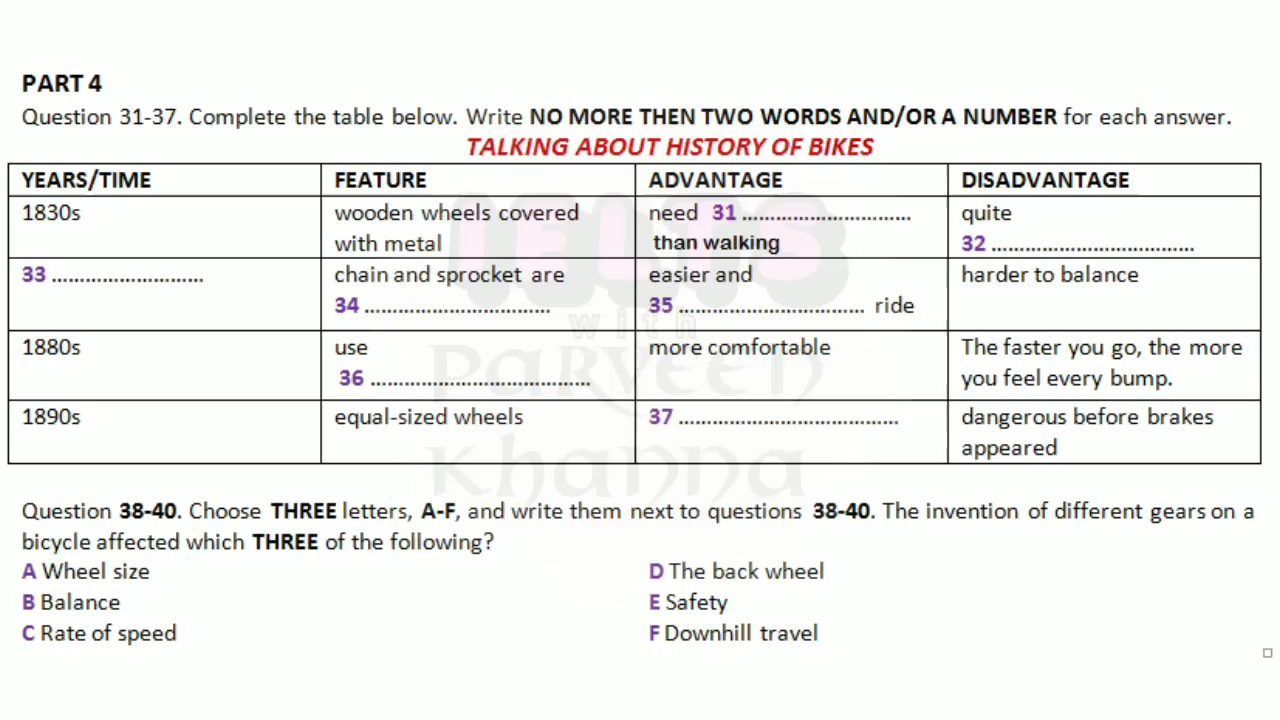 PART 4
Question 31-37. Complete the table below. Write NO MORE THEN TWO WORDS AND/OR A NUMBER for each answer.
TALKING ABOUT HISTORY OF BIKES
YEARS/TIME FEATURE ADVANTAGE DISADVANTAGE
1830s wooden wheels covered need 31 .............................. quite
with metal than walking 32 ....................................
33 ........................... chain and sprocket are easier and harder to balance
34 ................................. 35 ................................. ride
1880s use more comfortable The faster you go, the more
36 ....................................... you feel every bump.
1890s equal-sized wheels 37 ....................................... dangerous before brakes
appeared
IELTS
with
Parveen
Khanna
Question 38-40. Choose THREE letters, A-F, and write them next to questions 38-40. The invention of different gears on a
bicycle affected which THREE of the following?
A Wheel size D The back wheel
B Balance E Safety
C Rate of speed F Downhill travel